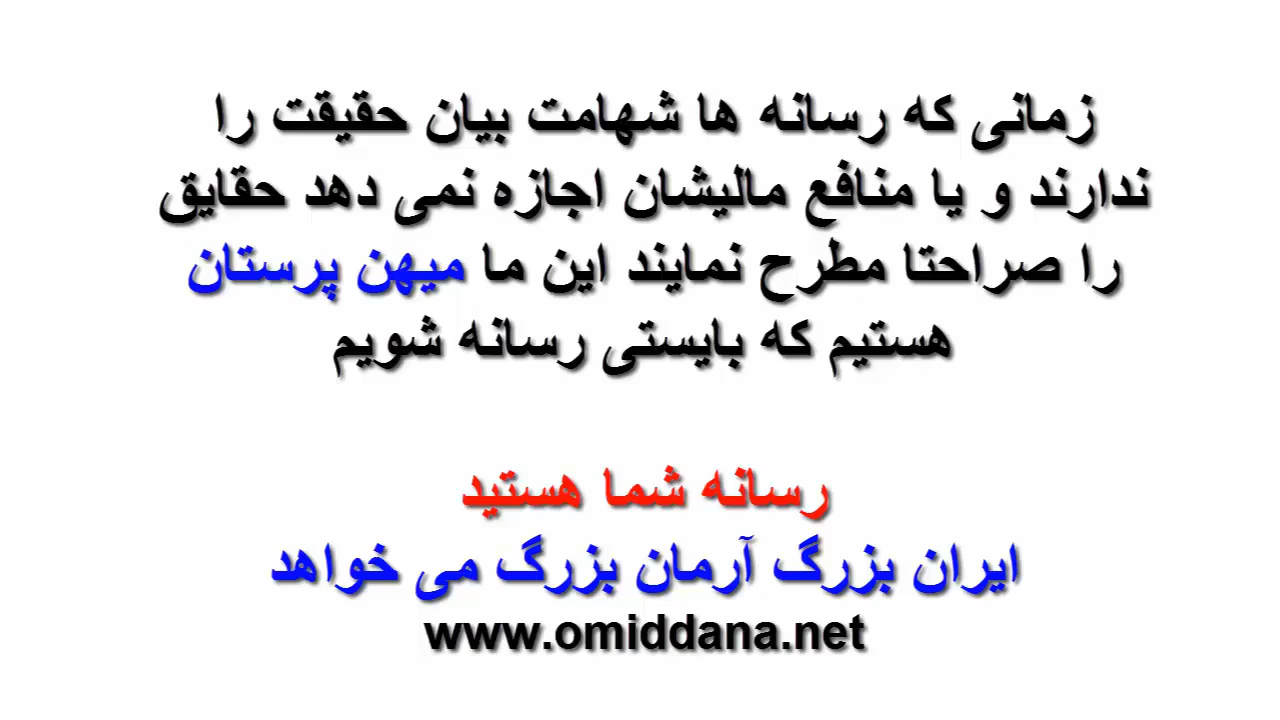 زمانی که رسانه ها شهامت بیان حقیقت را
ندارند و یا منافع مالیشان اجازه نمی دهد حقایق
را صراحتا مطرح نمایند این ما میهن پرستان
هستیم که بایستی رسانه شویم
رسانه شما هستید
ایران بزرگ آرمان بزرگ می خواهد
www.omiddana.net